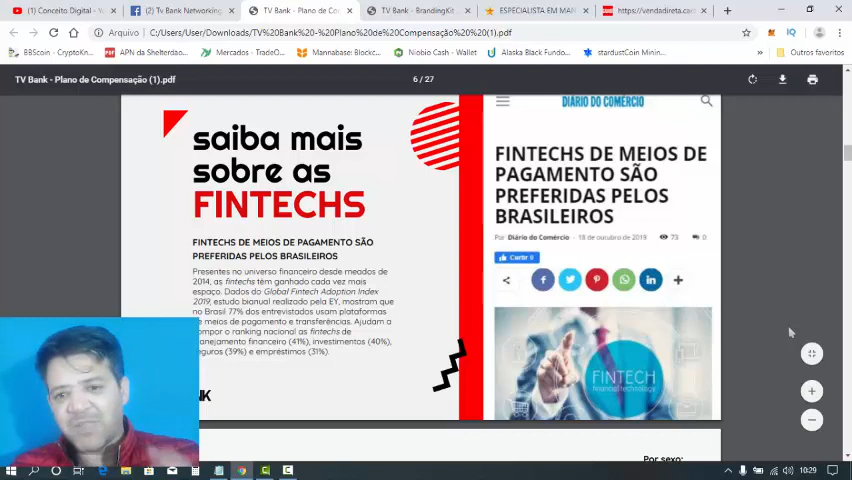 (1) Conceito Digital - Y
(2) Tv Bank Networking
TV Bank - Plano de Co
TV Bank - BrandingKit
ESPECIALISTA EM MAR
https://vendadireta.ca
Arquivo
C:/Users/User/Downloads/TV%20Bank%20-%20Plano%20de%20Compensação%20%20(1).pdf
BBScoin - CryptoKn...
APN da Shelterdao...
Mercados - TradeO...
Mannabase: Blockc...
Niobio Cash - Wallet
Alaska Blue Fundo...
stardustCoin Minin...
Outros favoritos
TV Bank - Plano de Compensação (1).pdf
6 / 27
saiba mais
sobre as
FINTECHS
FINTECHS DE MEIOS DE PAGAMENTO SÃO
PREFERIDAS PELOS BRASILEIROS
Presentes no universo financeiro desde meados de
2014, as fintechs têm ganhado cada vez mais
espaço. Dados do Global Fintech Adoption Index
2019, estudo bianual realizado pela EY, mostram que
no Brasil 77% dos entrevistados usam plataformas
e meios de pagamento e transferências. Ajudam a
ompor o ranking nacional as fintechs de
anejamento financeiro (41%), investimentos (40%),
eguros (39%) e empréstimos (31%).
NK
DIÁRIO DO COMÉRCIO
FINTECHS DE MEIOS DE
PAGAMENTO SÃO
PREFERIDAS PELOS
BRASILEIROS
Por Diário do Comércio - 18 de outubro de 2019
73
0
Curtir 0
FINTECH
financial technology
Por sexo:
10:29